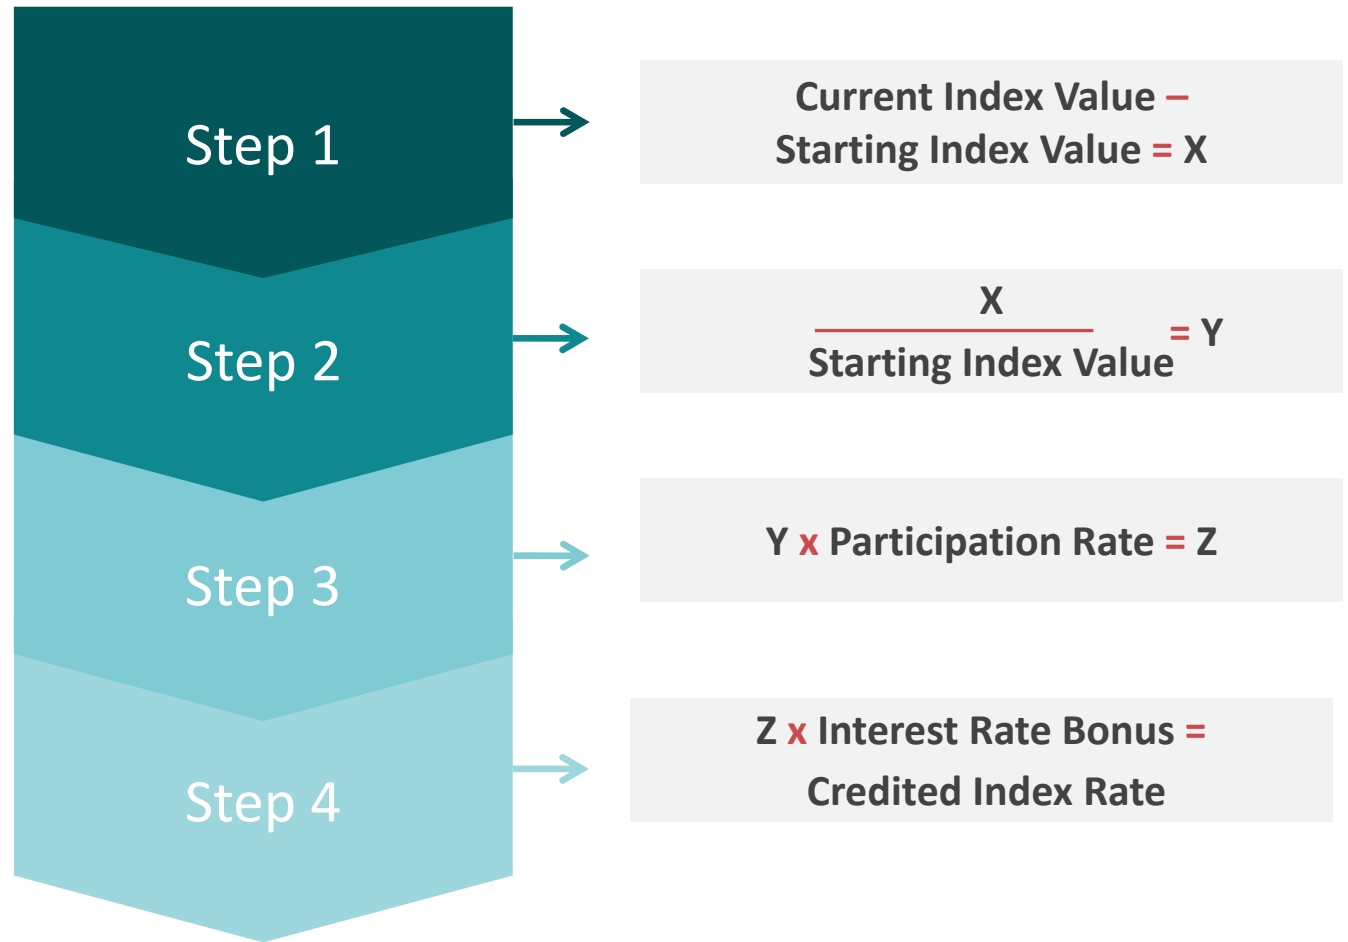 Step 1
Current Index Value –
Starting Index Value = X
Step 2
X
Starting Index Value
= Y
Step 3
Y x Participation Rate = Z
Step 4
Z x Interest Rate Bonus =
Credited Index Rate